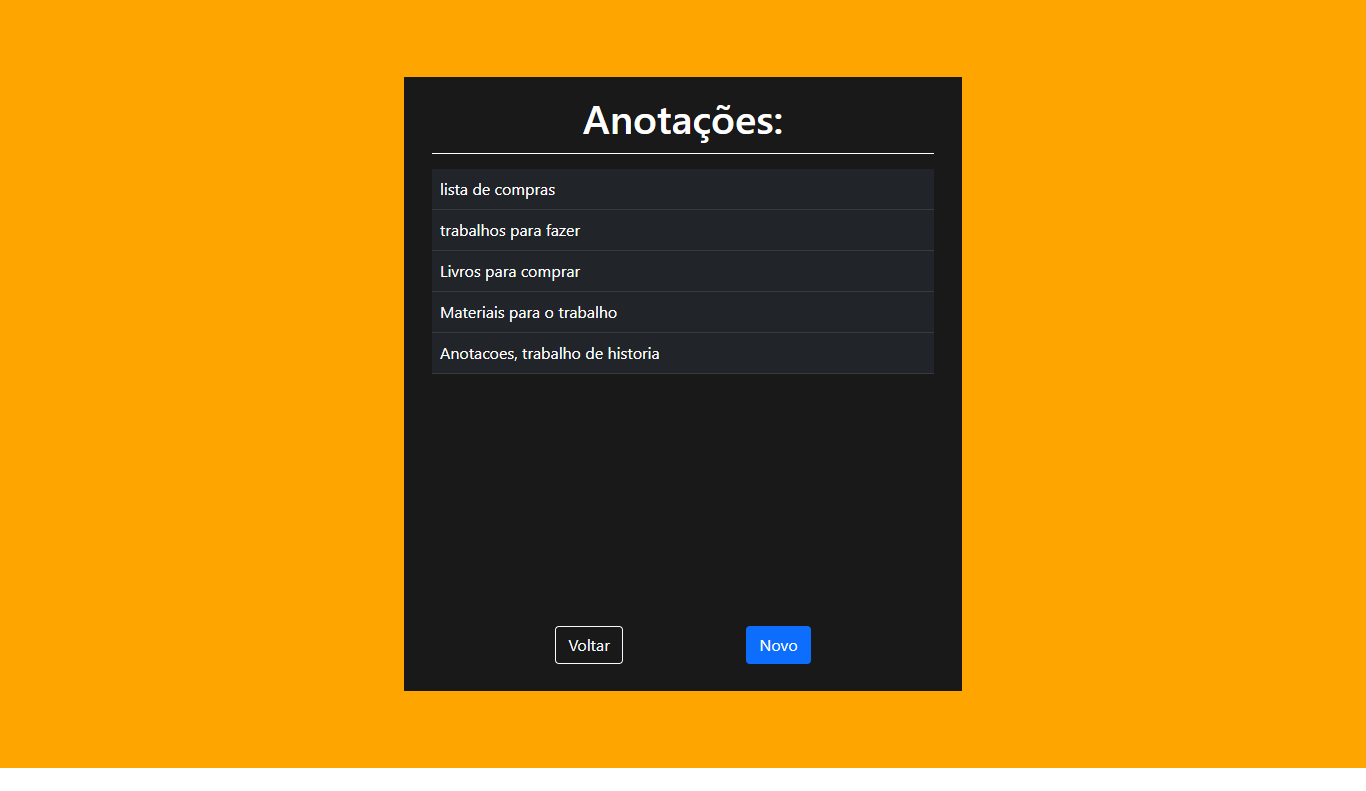 Anotações:
lista de compras
trabalhos para fazer
Livros para comprar
Materiais para o trabalho
Anotacoes, trabalho de historia
Voltar
Novo